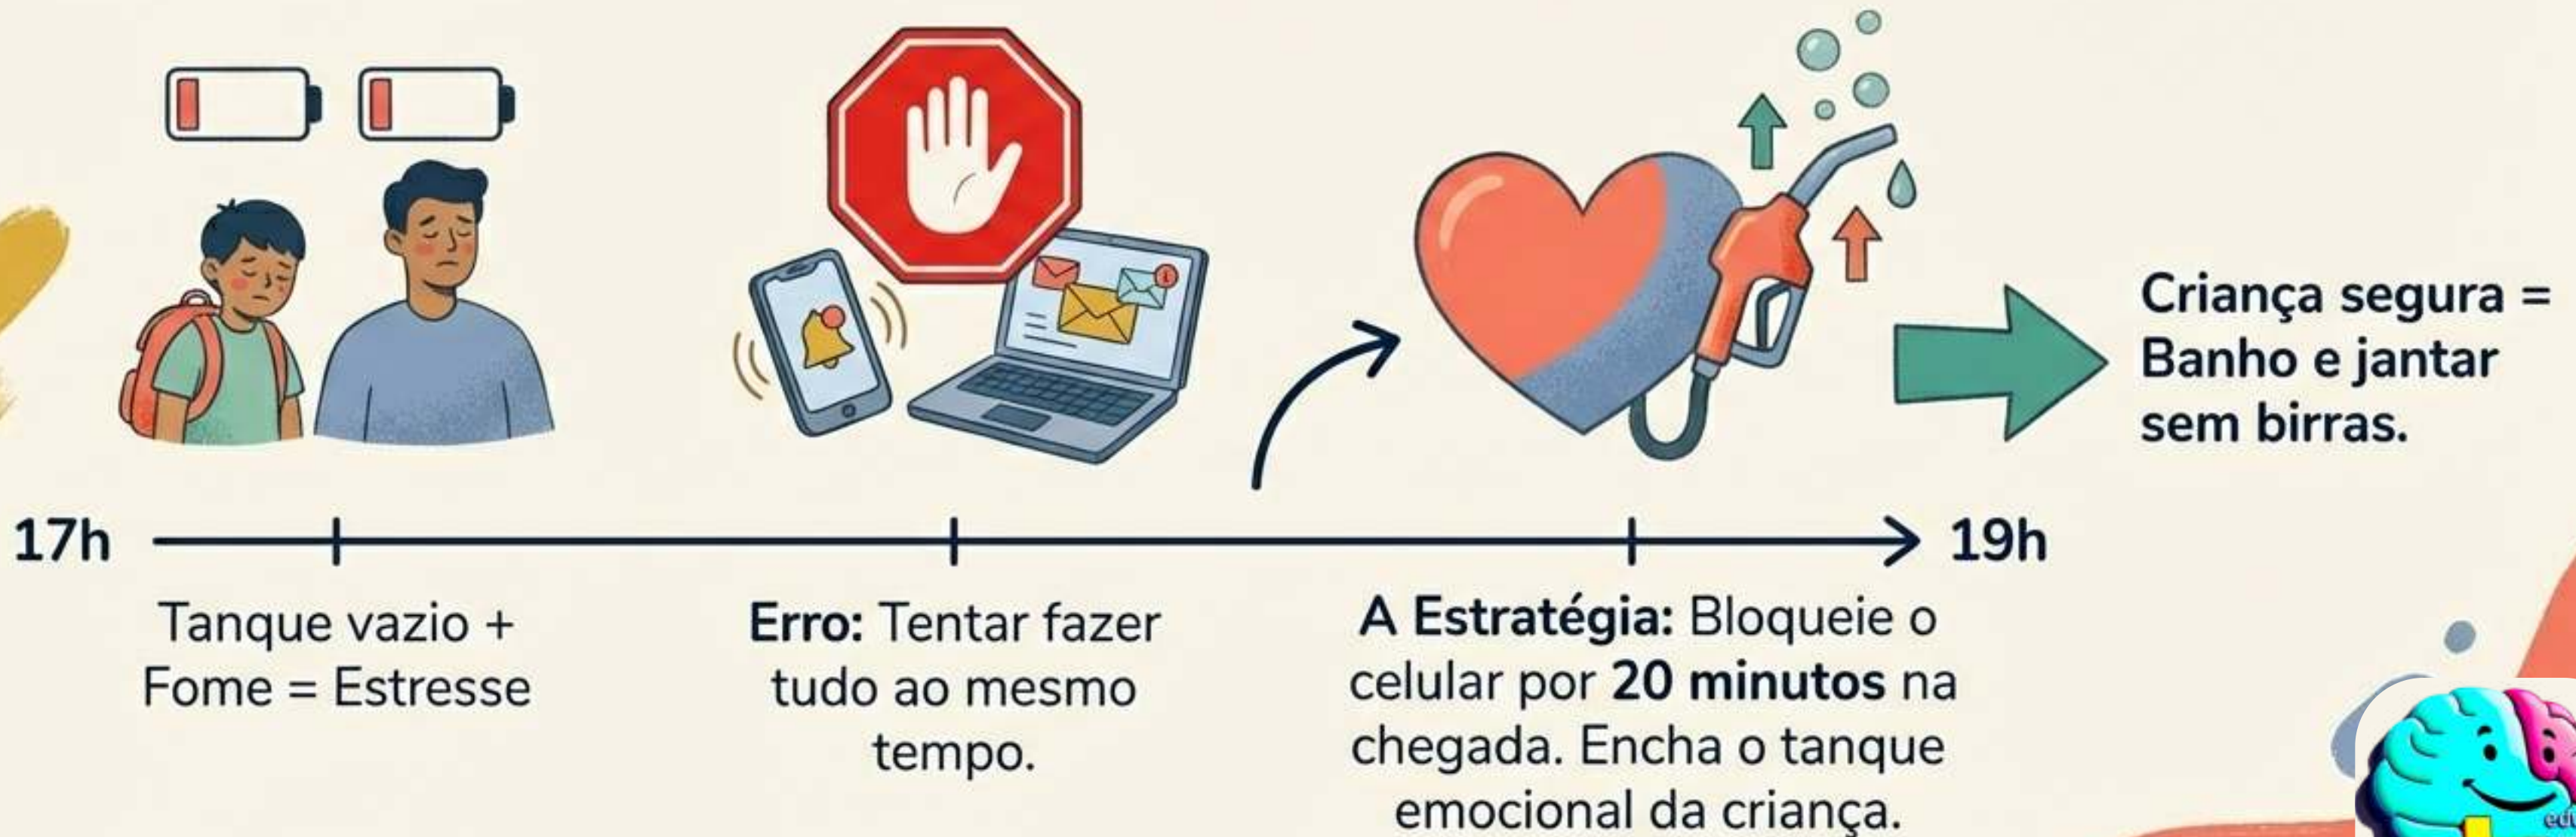 Criança segura =
Banho e jantar
sem birras.
17h
19h
Tanque vazio +
Fome = Estresse
Erro: Tentar fazer
tudo ao mesmo
tempo.
A Estratégia: Bloqueie o
celular por 20 minutos na
chegada. Encha o tanque
emocional da criança.